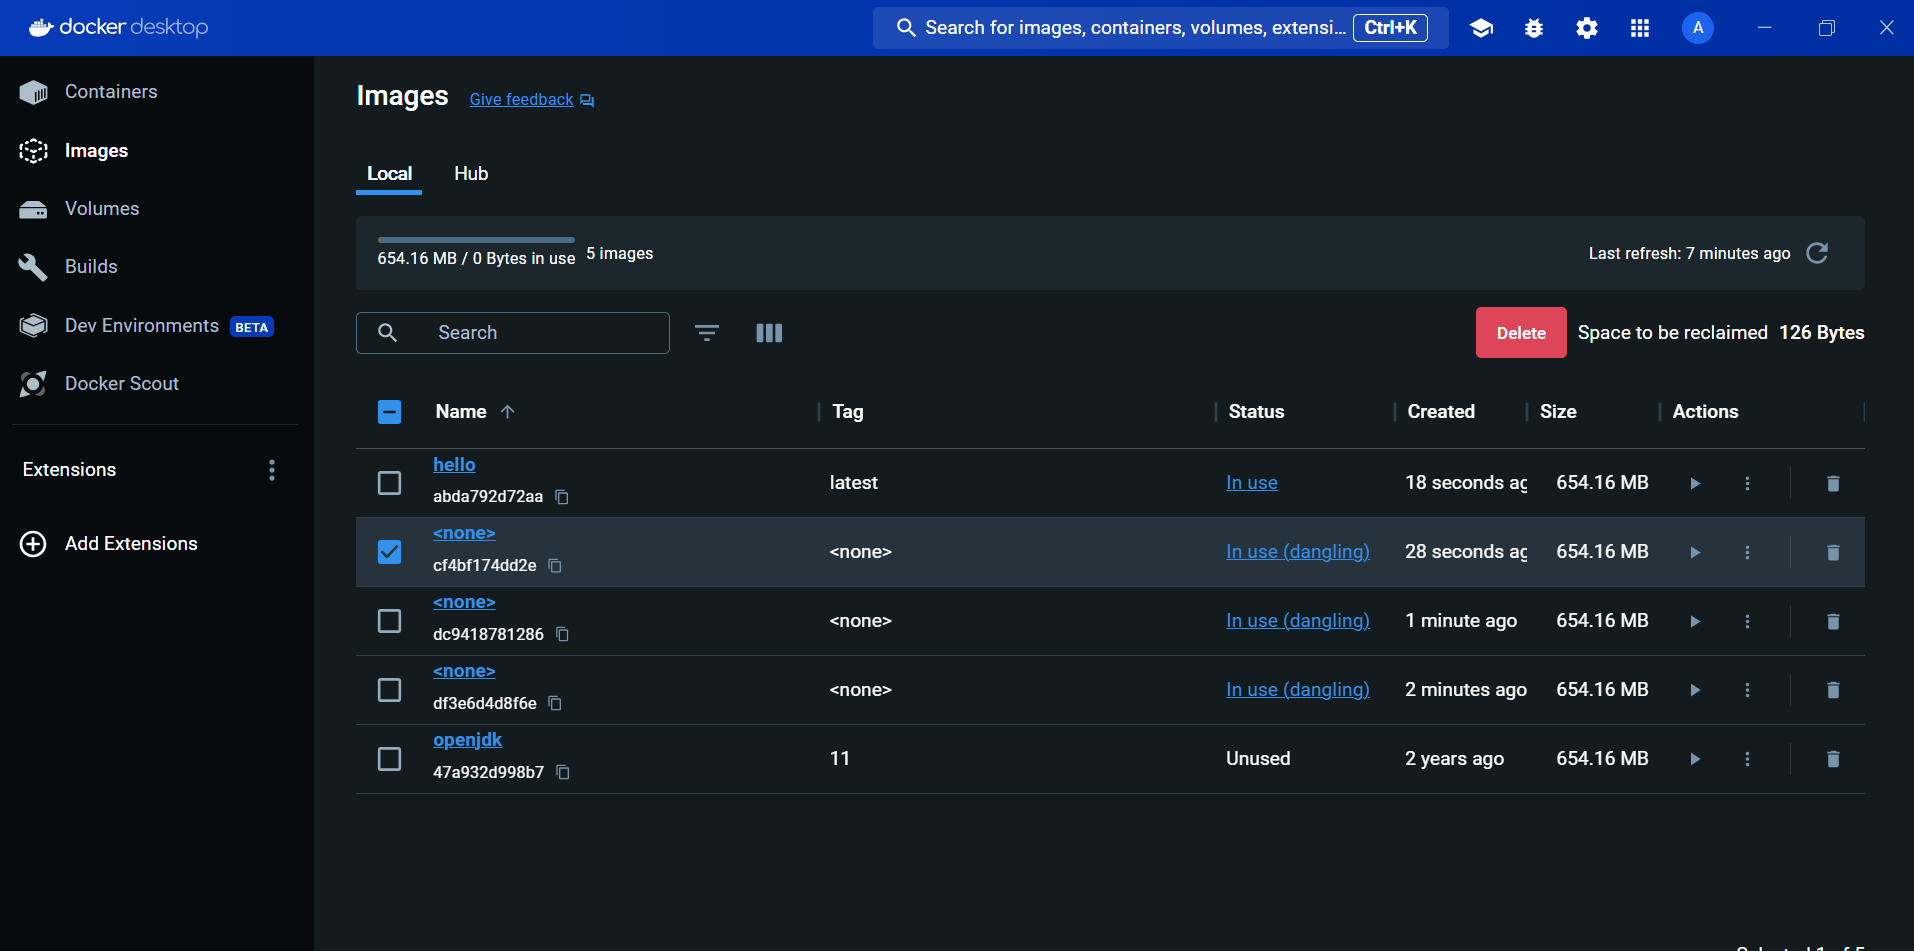 docker desktop
Search for images, containers, volumes, extensi... Ctrl+K
A
Containers
Images
Volumes
Builds
Dev Environments BETA
Docker Scout
Extensions
Add Extensions
Images Give feedback
Local Hub
654.16 MB / 0 Bytes in use 5 images
Last refresh: 7 minutes ago
Search
Delete Space to be reclaimed 126 Bytes
Name Tag Status Created Size Actions
hello
abda792d72aa latest In use 18 seconds ag 654.16 MB
<none>
cf4bf174dd2e <none> In use (dangling) 28 seconds ag 654.16 MB
<none>
dc9418781286 <none> In use (dangling) 1 minute ago 654.16 MB
<none>
df3e6d4d8f6e <none> In use (dangling) 2 minutes ago 654.16 MB
openjdk
47a932d998b7 11 Unused 2 years ago 654.16 MB
Selected 1 of 5